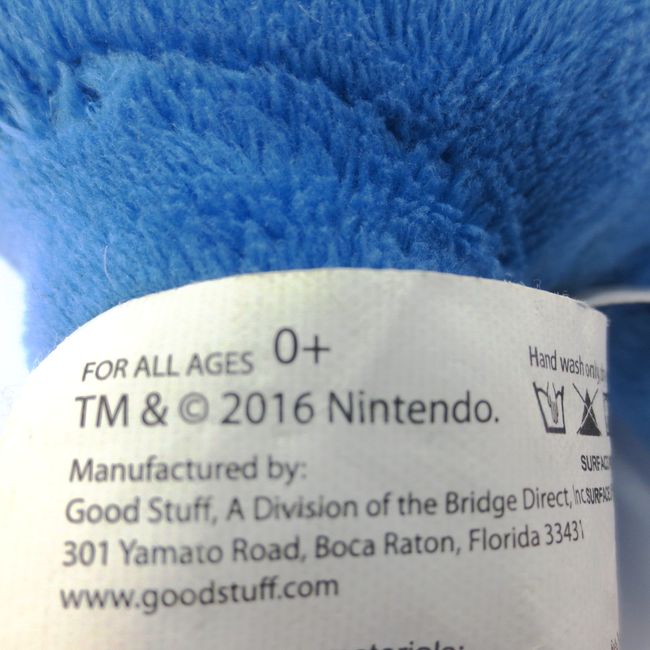 FOR ALL AGES 0+
TM & © 2016 Nintendo.
Manufactured by:
Good Stuff, A Division of the Bridge Direct, Inc.
301 Yamato Road, Boca Raton, Florida 33431
www.goodstuff.com
Hand wash only
materials: